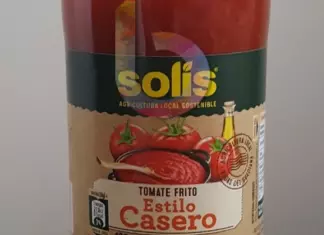 solis
AGRICULTURA LOCAL SOSTENIBLE
TOMATE FRITO
Estilo
Casero